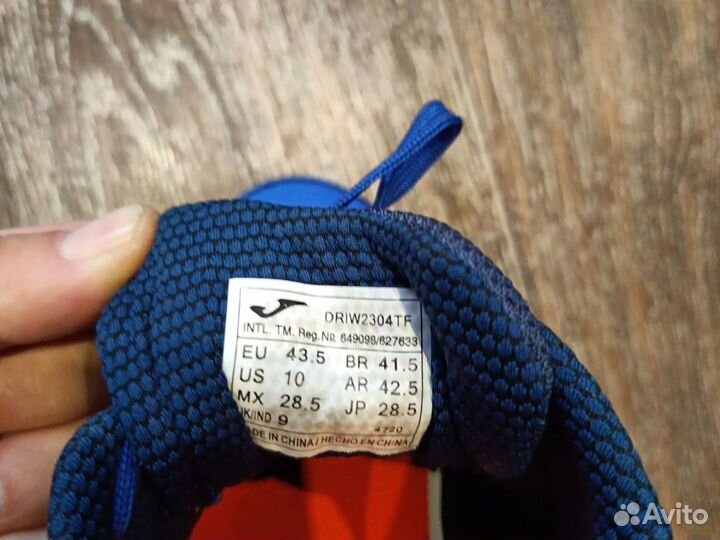 DRIW2304TF
INTL. TM. Reg.No. 649098/627633
EU 43.5 BR 41.5
US 10 AR 42.5
MX 28.5 JP 28.5
UK/IND 9 4720
MADE IN CHINA / HECHO EN CHINA
Avito